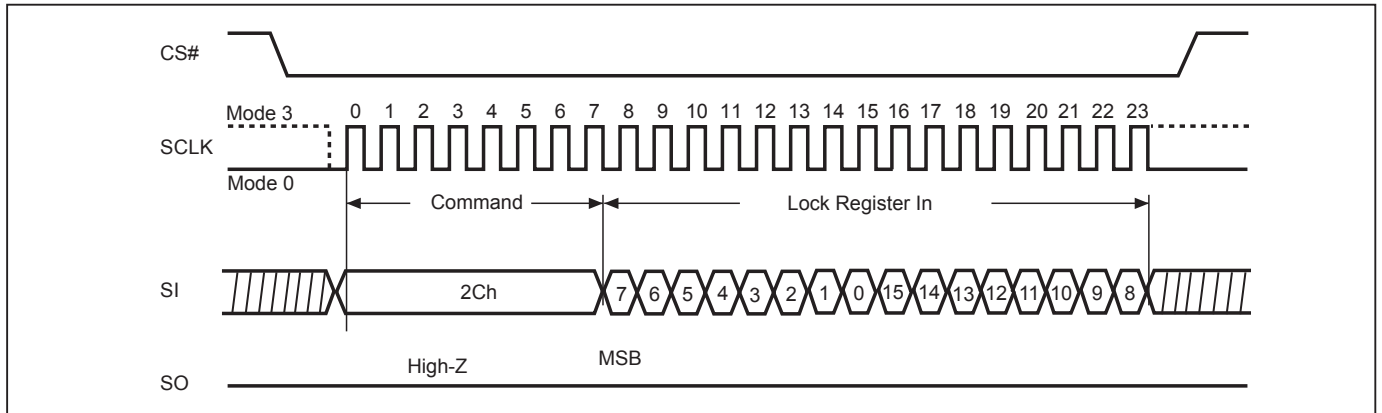 CS#
Mode 3
0 1 2 3 4 5 6 7 8 9 10 11 12 13 14 15 16 17 18 19 20 21 22 23
SCLK
Mode 0
Command
Lock Register In
SI
2Ch
7 6 5 4 3 2 1 0 15 14 13 12 11 10 9 8
High-Z
MSB
SO